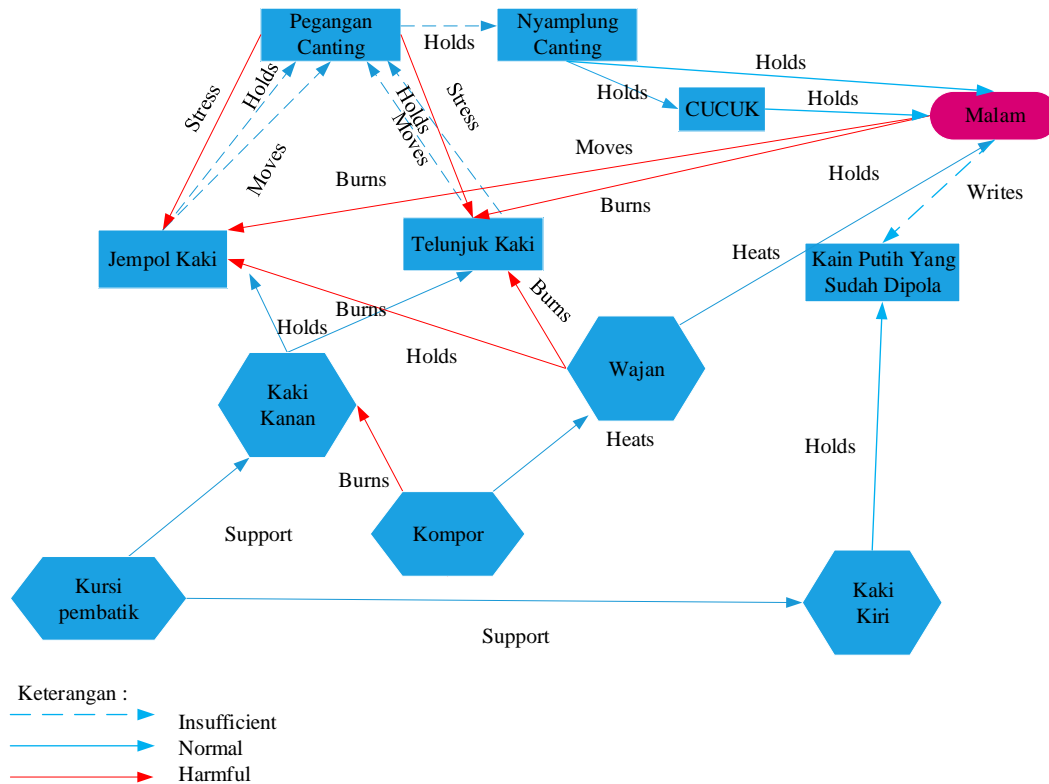 Pegangan
Canting
Holds
Nyamplung
Canting
Holds
Holds
CUCUK
Holds
Malam
Stress
Holds
Moves
Holds
Moves
Stress
Moves
Burns
Burns
Holds
Writes
Jempol Kaki
Telunjuk Kaki
Heats
Kain Putih Yang
Sudah Dipola
Burns
Burns
Holds
Holds
Wajan
Kaki
Kanan
Heats
Holds
Burns
Support
Kompor
Kursi
pembatik
Kaki
Kiri
Support
Keterangan :
Insufficient
Normal
Harmful